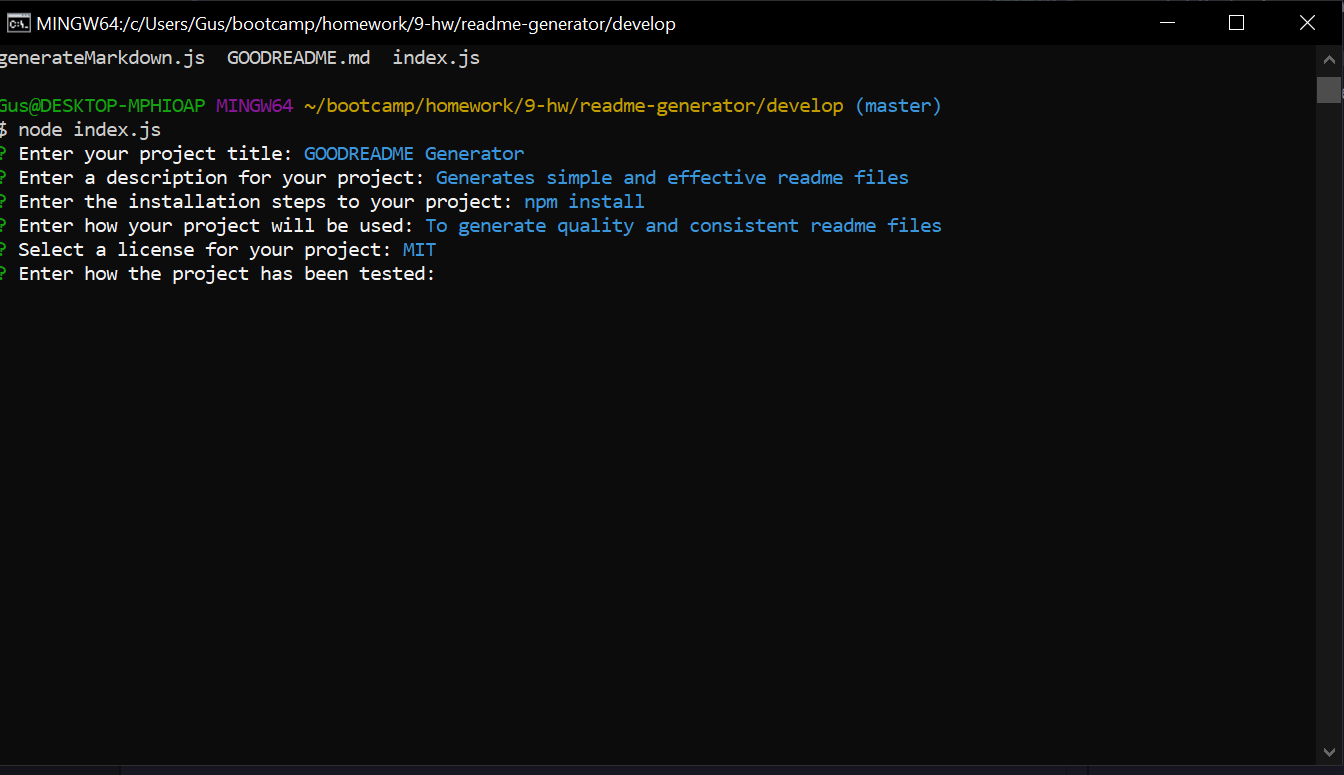 MINGW64:/c/Users/Gus/bootcamp/homework/9-hw/readme-generator/develop
generateMarkdown.js  GOODREADME.md  index.js
Gus@DESKTOP-MPHIOAP MINGW64 ~/bootcamp/homework/9-hw/readme-generator/develop (master)
$ node index.js
? Enter your project title: GOODREADME Generator
? Enter a description for your project: Generates simple and effective readme files
? Enter the installation steps to your project: npm install
? Enter how your project will be used: To generate quality and consistent readme files
? Select a license for your project: MIT
? Enter how the project has been tested: